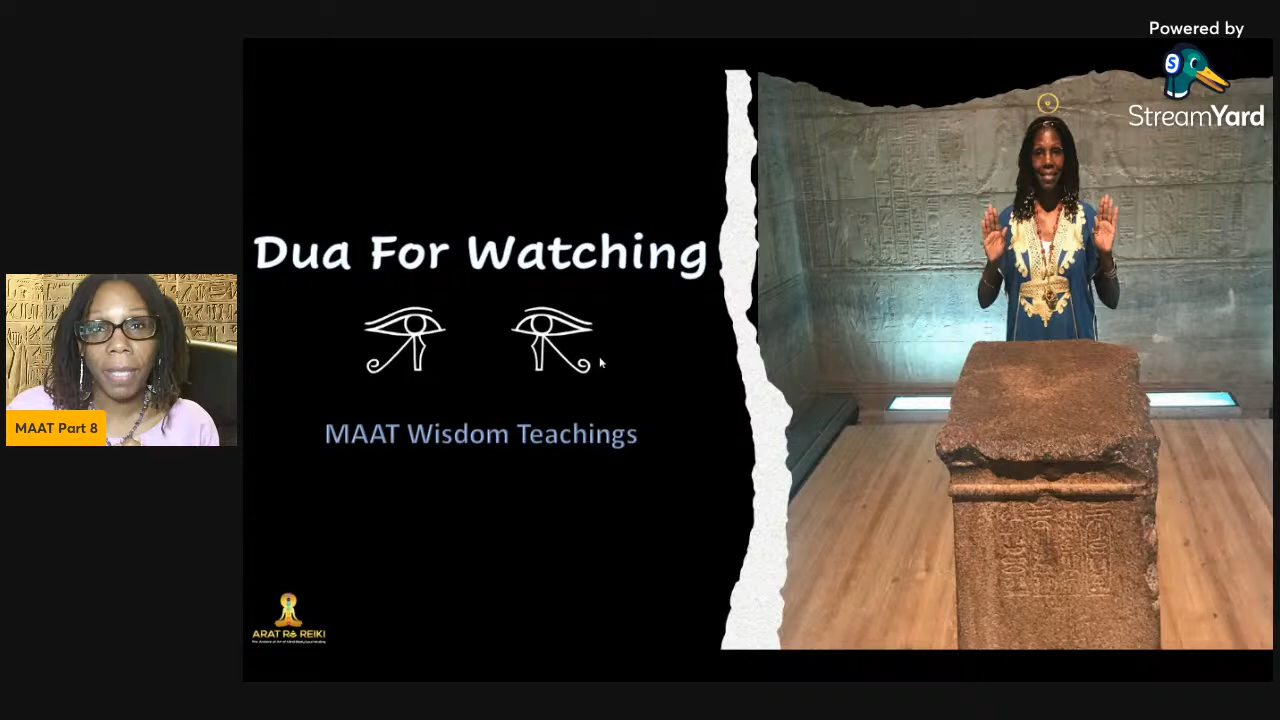 Powered by
StreamYard
Dua For Watching
MAAT Part 8
MAAT Wisdom Teachings
ARAT RA REIKI